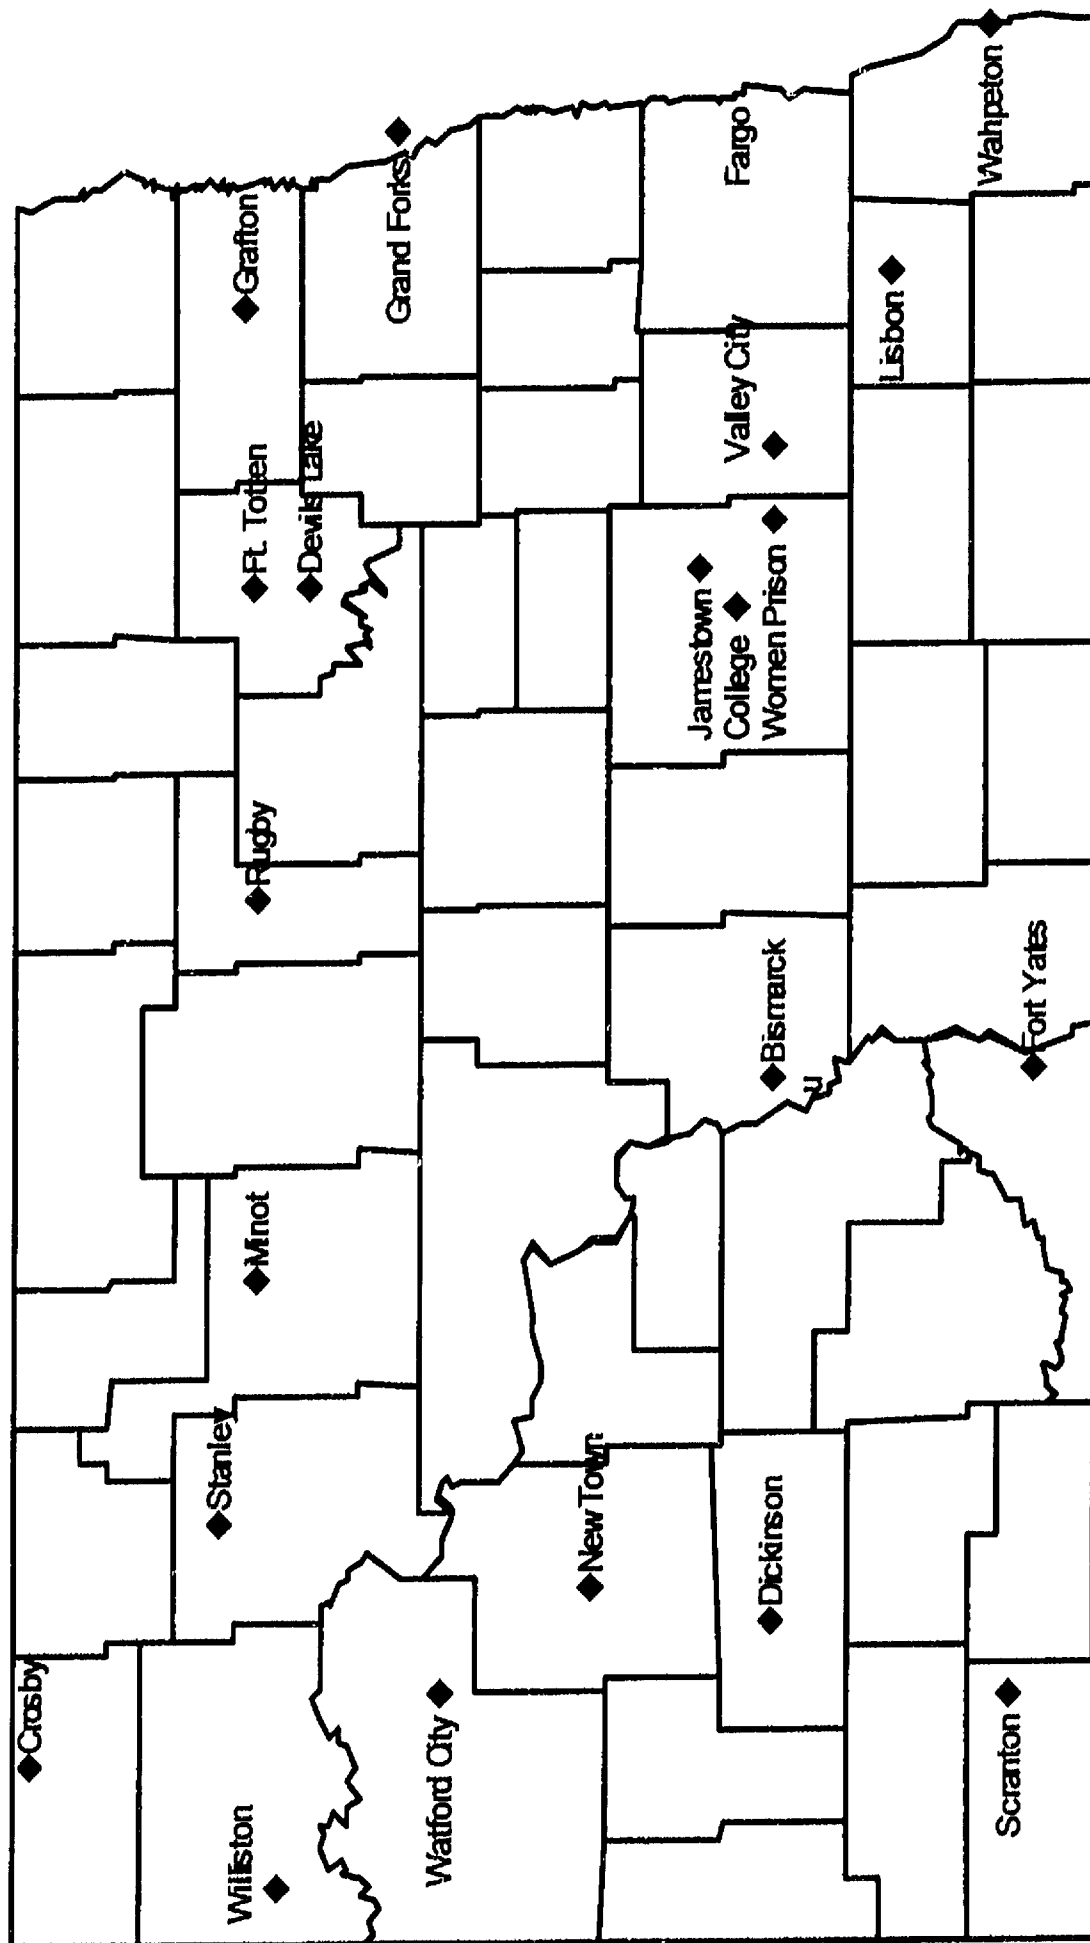 Crosby
Williston
Stanley
Minot
Rugby
Ft. Totten
Devils Lake
Grafton
Grand Forks
Watford City
New Town
Dickinson
Bismarck
u
Jamestown
College
Women Prison
Valley City
Fargo
Scranton
Fort Yates
Lisbon
Wahpeton